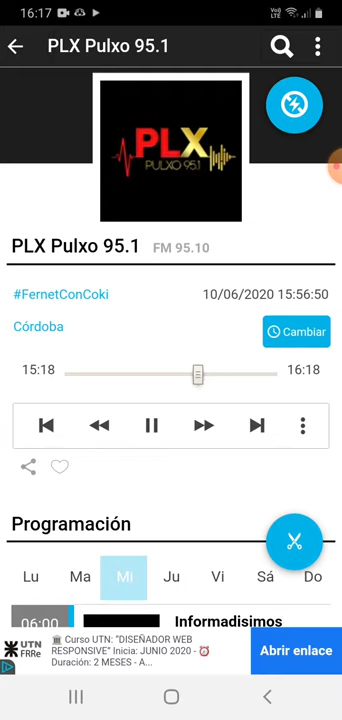 16:17
Vo)) LTE
PLX Pulxo 95.1
PLX
PULXO 95.1
PLX Pulxo 95.1 FM 95.10
#FernetConCoki 10/06/2020 15:56:50
Córdoba Cambiar
15:18 16:18
Programación
Lu Ma Mi Ju Vi Sá Do
06:00 Informadisimos
UTN FRRe
Curso UTN: "DISEÑADOR WEB
RESPONSIVE" Inicia: JUNIO 2020 -
Duración: 2 MESES - A...
Abrir enlace